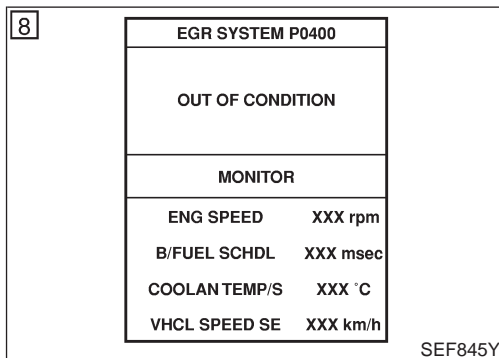 8
EGR SYSTEM P0400
OUT OF CONDITION
MONITOR
ENG SPEED XXX rpm
B/FUEL SCHDL XXX msec
COOLAN TEMP/S XXX °C
VHCL SPEED SE XXX km/h
SEF845Y